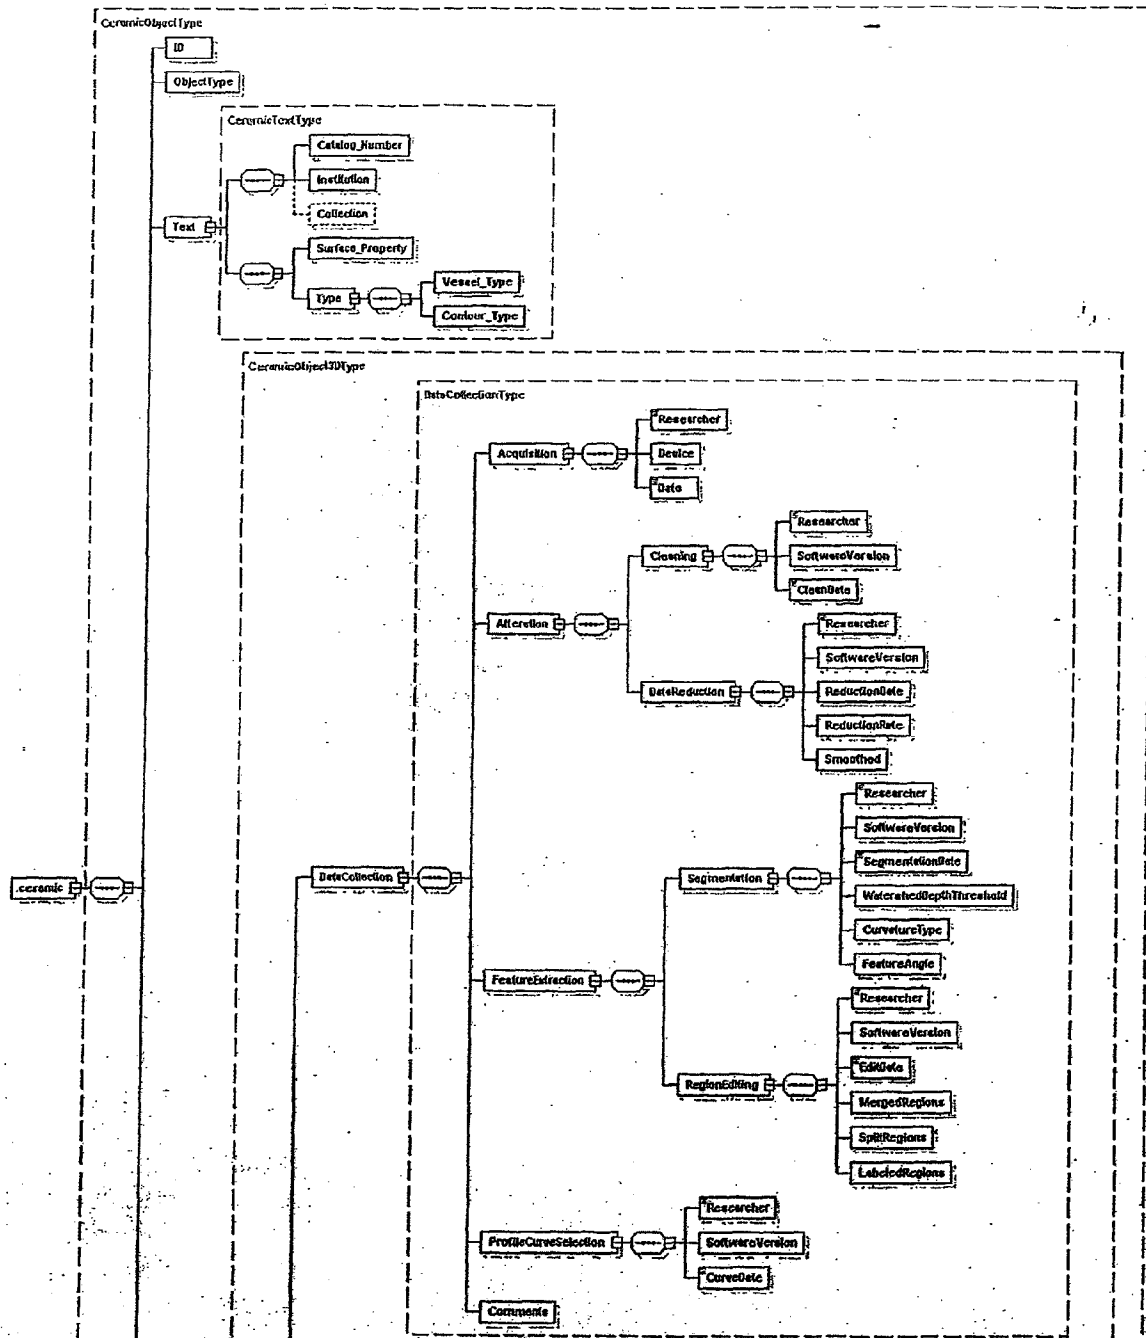 CeramicObjectType
ID
ObjectType
CeramicTextType
Catalog_Number
Institution
Collection
Text
Surface_Property
Type
Vessel_Type
Contour_Type
CeramicObject3DType
DataCollectionType
Researcher
Acquisition
Device
Date
Researcher
Cleaning
SoftwareVersion
CleanDate
Alteration
Researcher
SoftwareVersion
DataReduction
ReductionDate
ReductionRate
Smoothed
Researcher
SoftwareVersion
SegmentationDate
.ceramic
DataCollection
Segmentation
WatershedDepthThreshold
CurvatureType
FeatureAngle
FeatureExtraction
Researcher
SoftwareVersion
EditDate
RegionEditing
MergedRegions
SplitRegions
LabeledRegions
Researcher
ProfileCurveSelection
SoftwareVersion
CurveDate
Comments